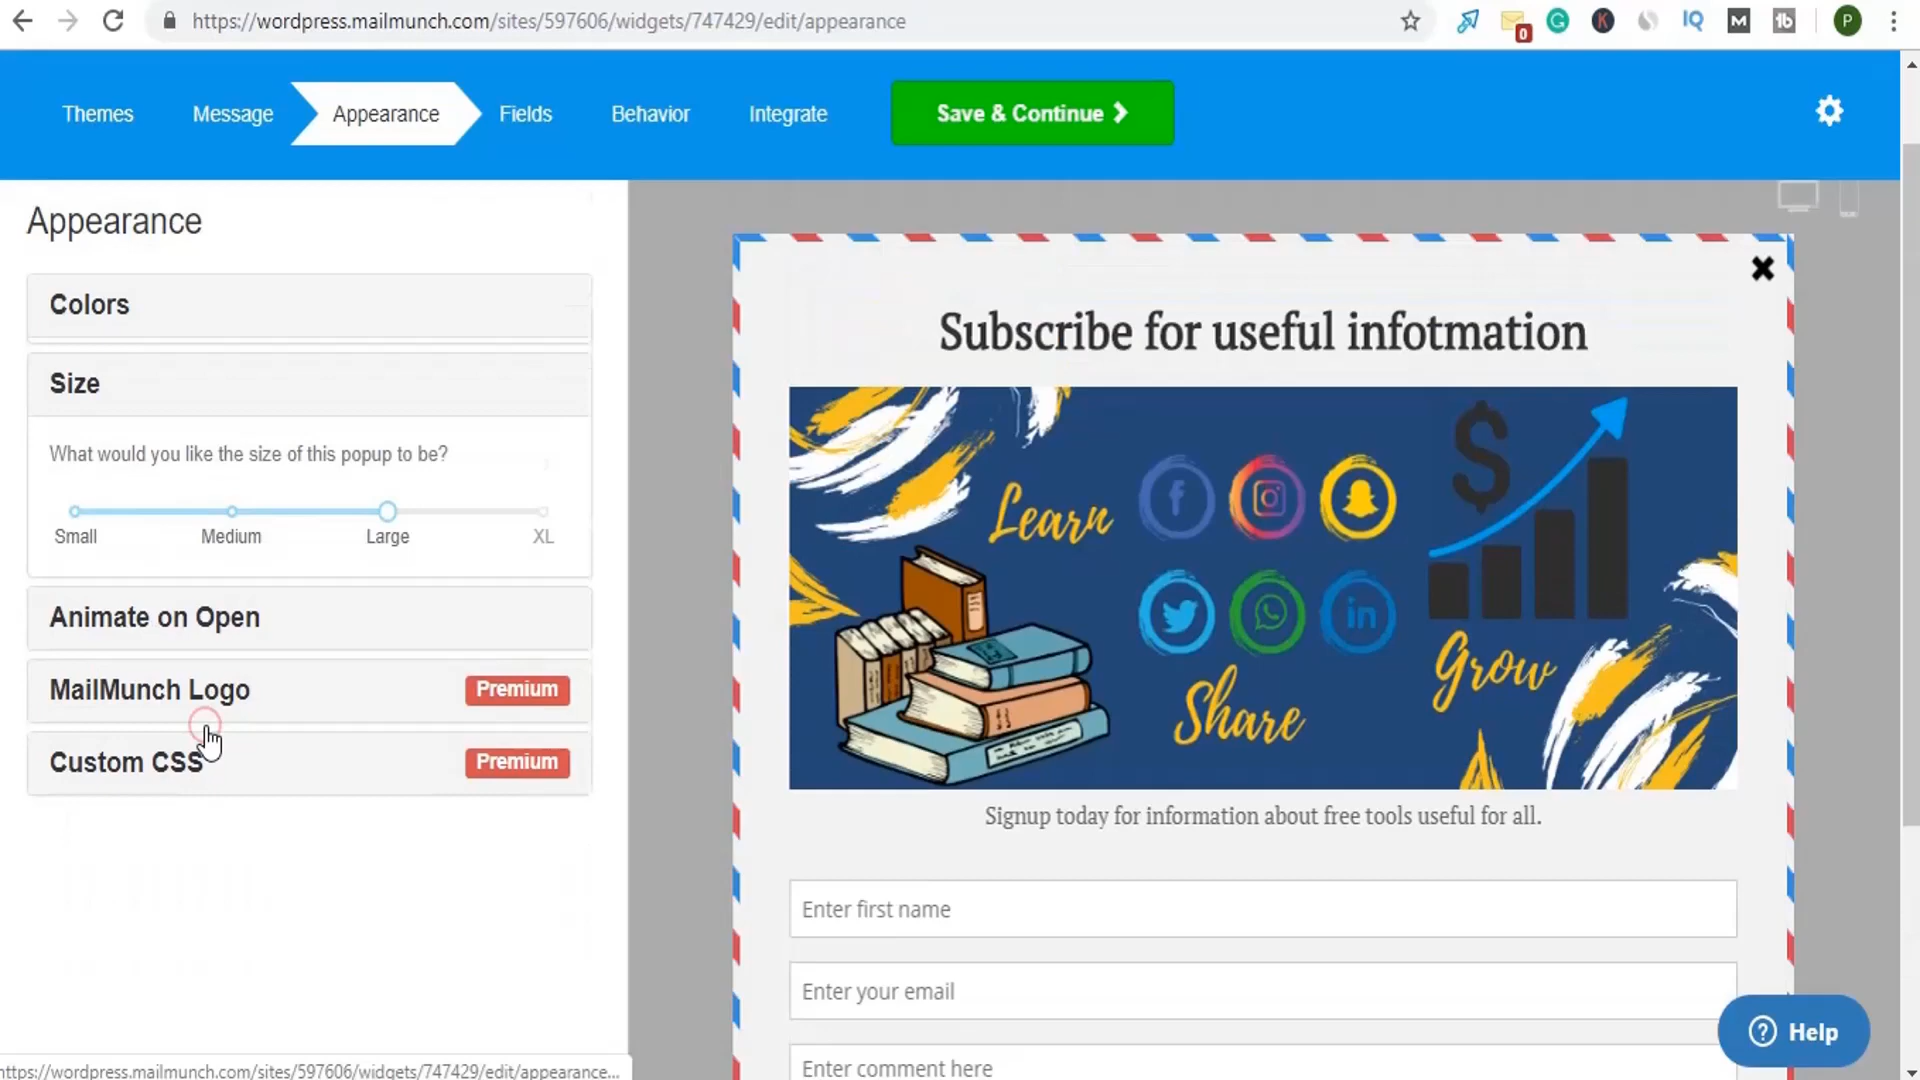 https://wordpress.mailmunch.com/sites/597606/widgets/747429/edit/appearance
0
G
K
IQ
M
tb
P
Themes
Message
Appearance
Fields
Behavior
Integrate
Save & Continue
Appearance
Colors
Size
What would you like the size of this popup to be?
Small
Medium
Large
XL
Animate on Open
MailMunch Logo
Premium
Custom CSS
Premium
Subscribe for useful infotmation
Learn
Share
Grow
Signup today for information about free tools useful for all.
Enter first name
Enter your email
Enter comment here
? Help
https://wordpress.mailmunch.com/sites/597606/widgets/747429/edit/appearance...